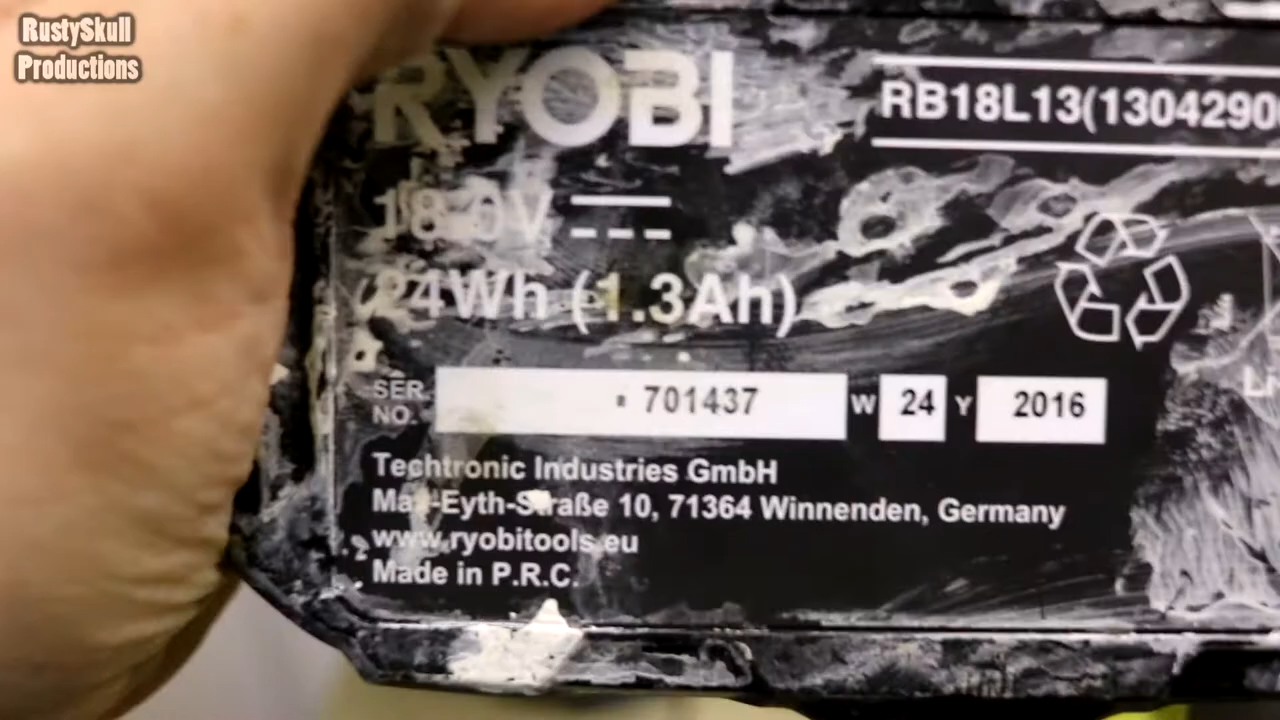 RustySkull
Productions
RYOBI
RB18L13(1304290
18.0V
24Wh (1.3Ah)
SER.
NO.
701437 W 24 Y 2016
Techtronic Industries GmbH
Max-Eyth-Straße 10, 71364 Winnenden, Germany
www.ryobitools.eu
Made in P.R.C.